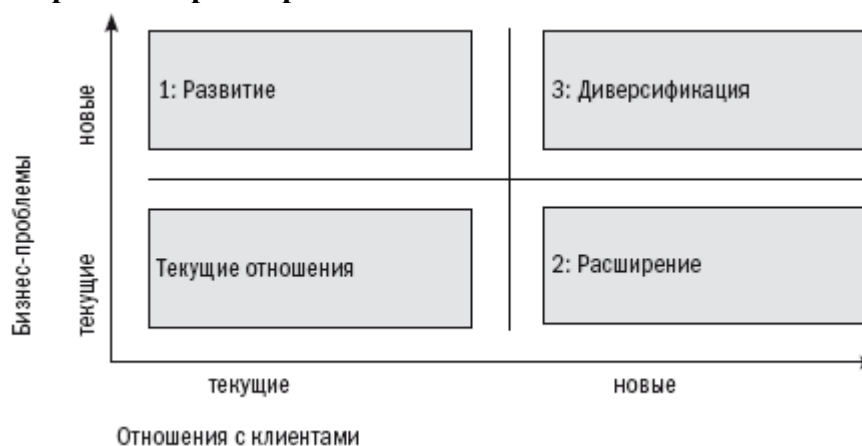 1: Развитие
3: Диверсификация
новые
Бизнес-проблемы
текущие
Текущие отношения
2: Расширение
текущие
новые
Отношения с клиентами